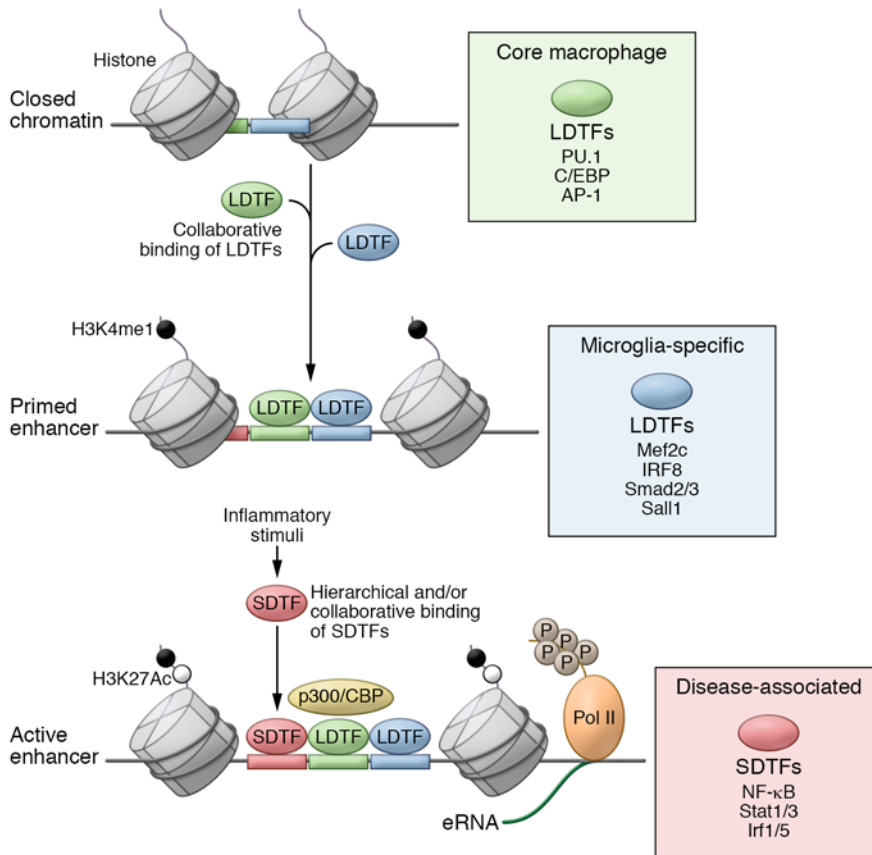 Histone
Closed
chromatin
LDTF
Collaborative
binding of LDTFs
LDTF
Core macrophage
LDTFs
PU.1
C/EBP
AP-1
H3K4me1
Primed
enhancer
LDTF
LDTF
Microglia-specific
LDTFs
Mef2c
IRF8
Smad2/3
Sall1
Inflammatory
stimuli
SDTF
Hierarchical and/or
collaborative binding
of SDTFs
H3K27Ac
p300/CBP
Active
enhancer
SDTF
LDTF
LDTF
P
P
P
P
P
P
Pol II
eRNA
Disease-associated
SDTFs
NF-κB
Stat1/3
Irf1/5